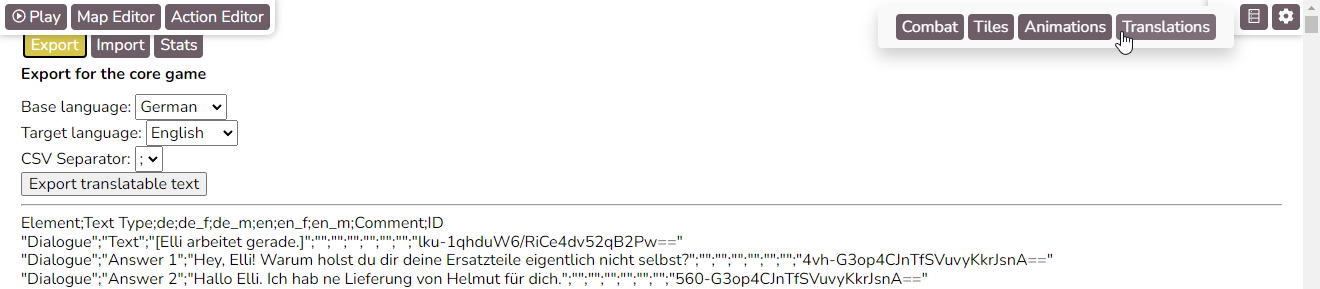 Play Map Editor Action Editor Combat Tiles Animations Translations
Export Import Stats
Export for the core game
Base language: German
Target language: English
CSV Separator: ;
Export translatable text
Element;Text Type;de;de_f;de_m;en;en_f;en_m;Comment;ID
"Dialogue";"Text";"[Elli arbeitet gerade.]";"";"";"";"";"";"";"lku-1qhduW6/RiCe4dv52qB2Pw=="
"Dialogue";"Answer 1";"Hey, Elli! Warum holst du dir deine Ersatzteile eigentlich nicht selbst?";"";"";"";"";"";"";"4vh-G3op4CJnTfSVuvyKkrJsnA=="
"Dialogue";"Answer 2";"Hallo Elli. Ich hab ne Lieferung von Helmut für dich.";"";"";"";"";"";"";"560-G3op4CJnTfSVuvyKkrJsnA=="